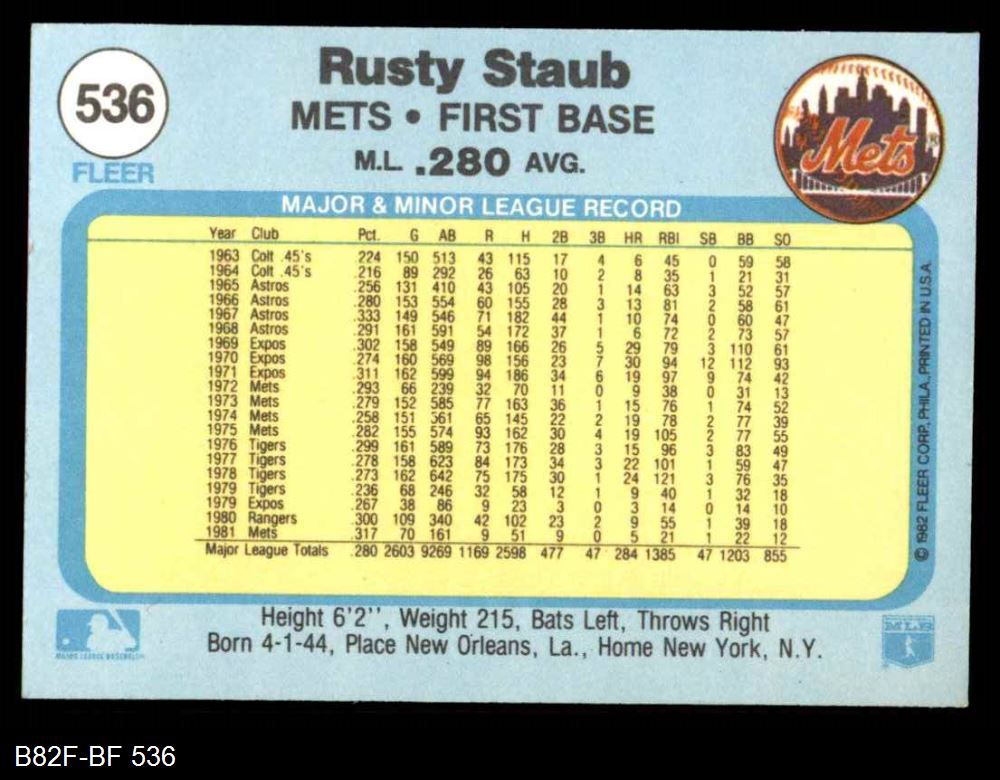 536
FLEER
Rusty Staub
METS • FIRST BASE
M.L. .280 AVG.
Mets
MAJOR & MINOR LEAGUE RECORD
Year Club Pct. G AB R H 2B 3B HR RBI SB BB SO
1963 Colt .45's .224 150 513 43 115 17 4 6 45 0 59 58
1964 Colt .45's .216 89 292 26 63 10 2 8 35 1 21 31
1965 Astros .256 131 410 43 105 20 1 14 63 3 52 57
1966 Astros .280 153 554 60 155 28 3 13 81 2 58 61
1967 Astros .333 149 546 71 182 44 1 10 74 0 60 47
1968 Astros .291 161 591 54 172 37 1 6 72 2 73 57
1969 Expos .302 158 549 89 166 26 5 29 79 3 110 61
1970 Expos .274 160 569 98 156 23 7 30 94 12 112 93
1971 Expos .311 162 599 94 186 34 6 19 97 9 74 42
1972 Mets .293 66 239 32 70 11 0 9 38 0 31 13
1973 Mets .279 152 585 77 163 36 1 15 76 1 74 52
1974 Mets .258 151 561 65 145 22 2 19 78 2 77 39
1975 Mets .282 155 574 93 162 30 4 19 105 2 77 55
1976 Tigers .299 161 589 73 176 28 3 15 96 3 83 49
1977 Tigers .278 158 623 84 173 34 3 22 101 1 59 47
1978 Tigers .273 162 642 75 175 30 1 24 121 3 76 35
1979 Tigers .236 68 246 32 58 12 1 9 40 1 32 18
1979 Expos .267 38 86 9 23 3 0 3 14 0 14 10
1980 Rangers .300 109 340 42 102 23 2 9 55 1 39 18
1981 Mets .317 70 161 9 51 9 0 5 21 1 22 12
Major League Totals .280 2603 9269 1169 2598 477 47 284 1385 47 1203 855
© 1982 FLEER CORP., PHILA., PRINTED IN U.S.A.
Height 6'2'', Weight 215, Bats Left, Throws Right
Born 4-1-44, Place New Orleans, La., Home New York, N.Y.
MAJOR LEAGUE BASEBALL
B82F-BF 536